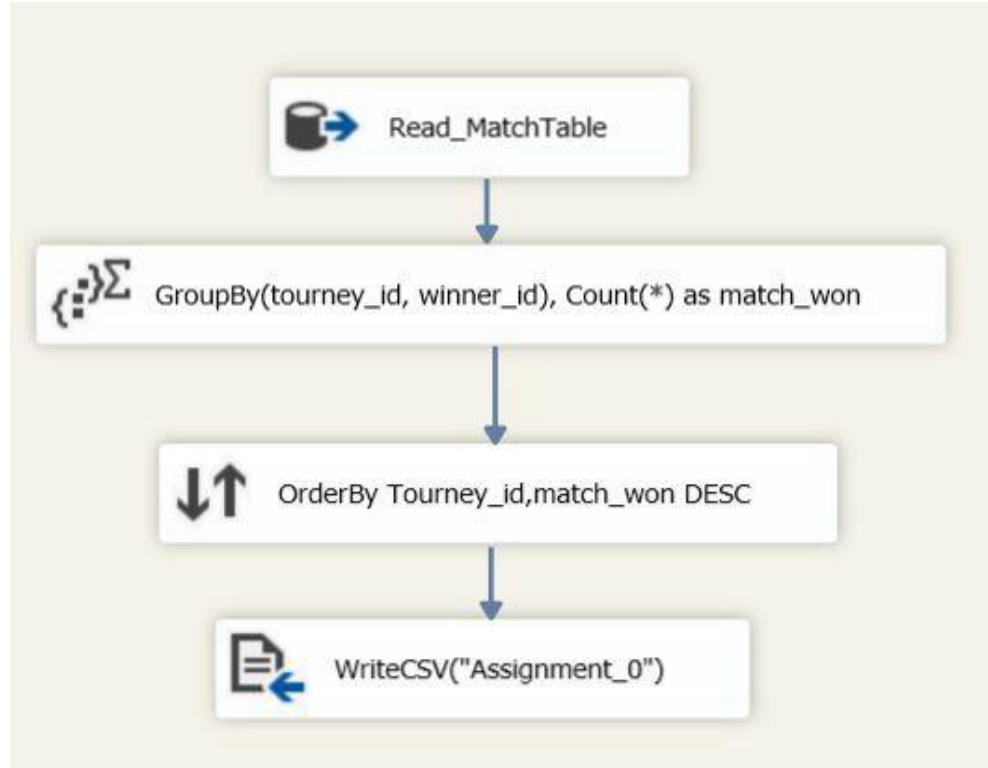 Read_MatchTable
GroupBy(tourney_id, winner_id), Count(*) as match_won
OrderBy Tourney_id,match_won DESC
WriteCSV("Assignment_0")